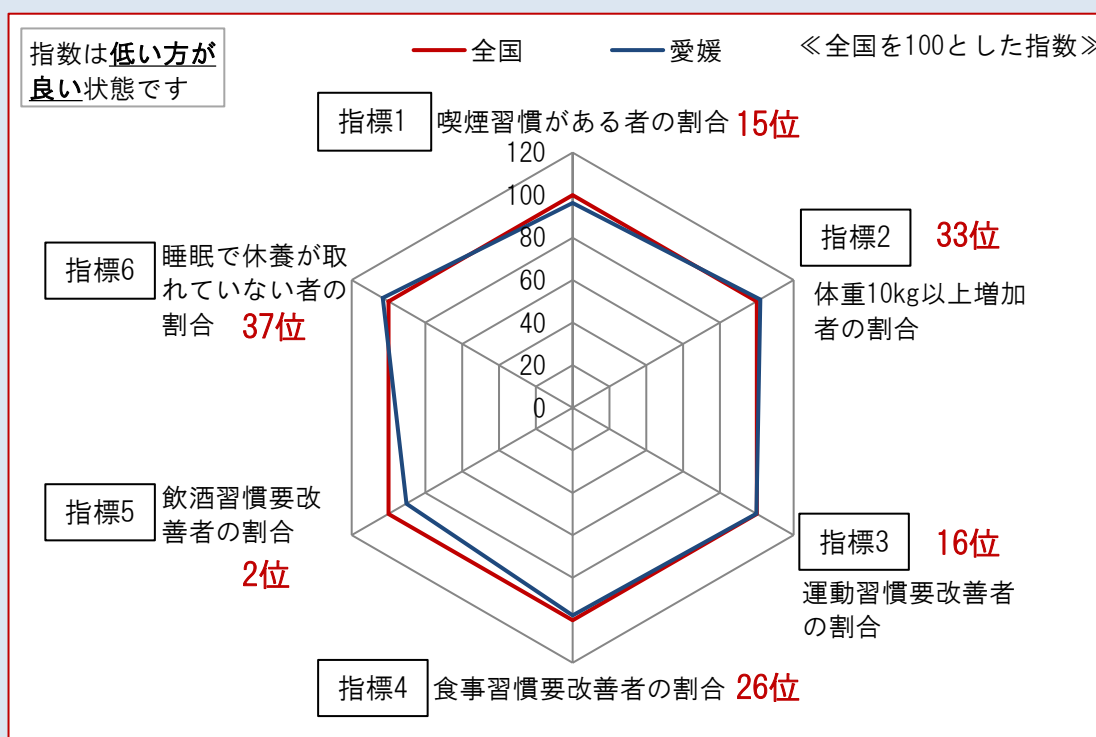 指数は低い方が
良い状態です
全国
愛媛
≪全国を100とした指数≫
指標1
喫煙習慣がある者の割合 15位
120
100
80
60
40
20
0
指標2
33位
体重10kg以上増加
者の割合
指標3
16位
運動習慣要改善者
の割合
指標4
食事習慣要改善者の割合 26位
指標5
飲酒習慣要改
善者の割合
2位
指標6
睡眠で休養が取
れていない者の
割合 37位